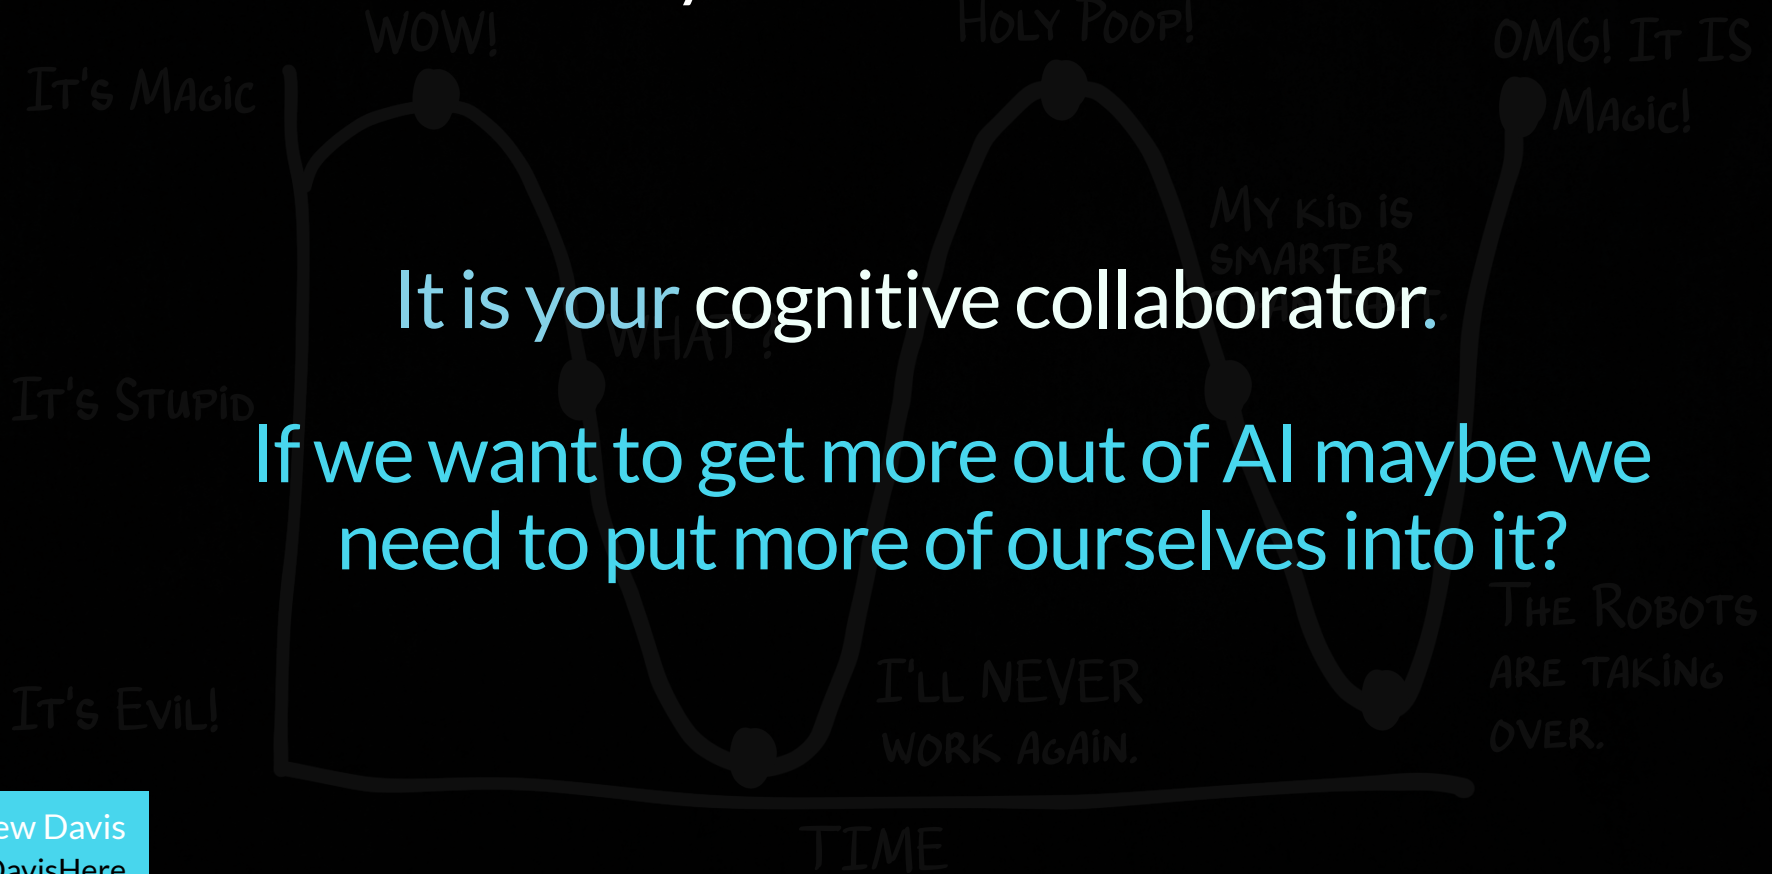 WOW!
HOLY POOP!
OMG! IT IS
MAGIC!
IT'S MAGIC
MY KID IS
SMARTER
It is your cognitive collaborator.
WHAT?
IT'S STUPID
If we want to get more out of AI maybe we
need to put more of ourselves into it?
THE ROBOTS
ARE TAKING
OVER.
I'LL NEVER
WORK AGAIN.
IT'S EVIL!
ew Davis
DavisHere
TIME